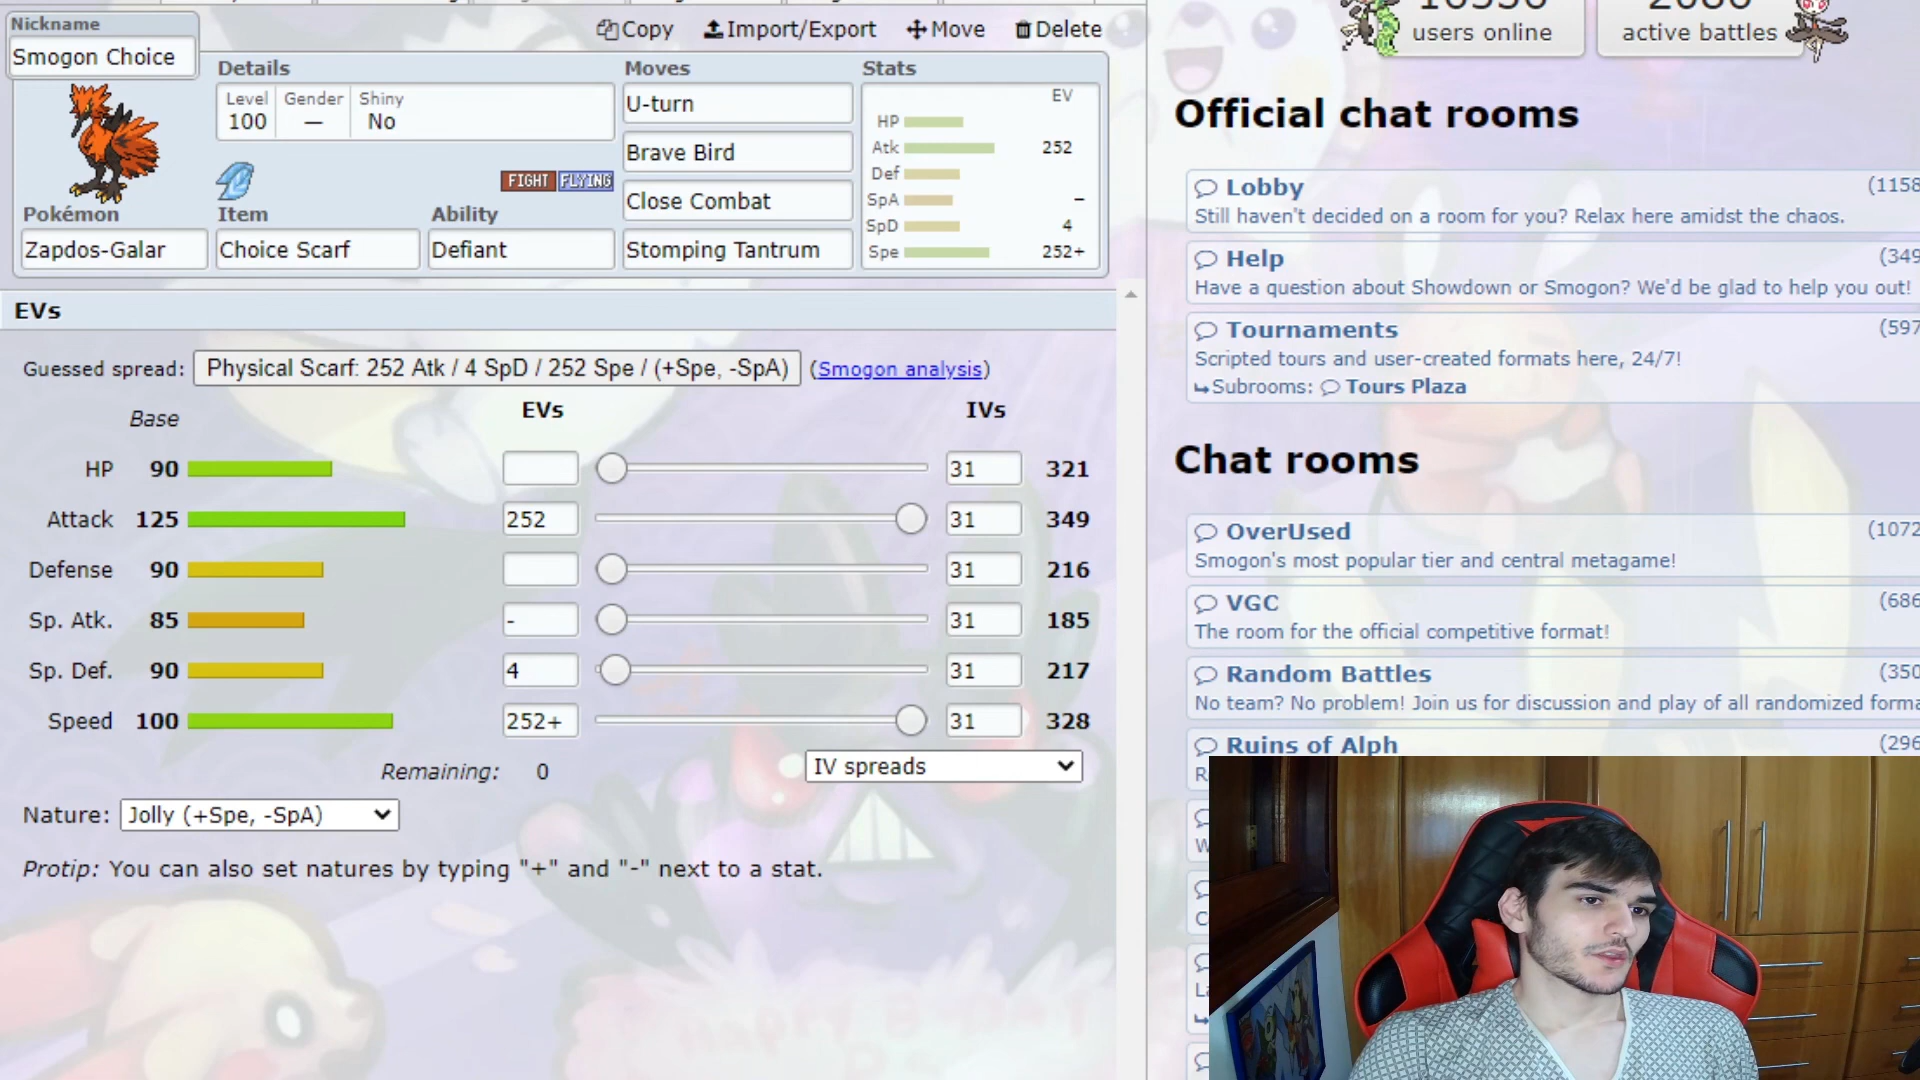 Nickname
Smogon Choice
Copy
Import/Export
Move
Delete
Details
Level
100
Gender
—
Shiny
No
FIGHT
FLYING
Pokémon
Zapdos-Galar
Item
Choice Scarf
Ability
Defiant
Moves
U-turn
Brave Bird
Close Combat
Stomping Tantrum
Stats
EV
HP
Atk 252
Def
SpA -
SpD 4
Spe 252+
EVs
Guessed spread: Physical Scarf: 252 Atk / 4 SpD / 252 Spe / (+Spe, -SpA) (Smogon analysis)
Base EVs IVs
HP 90 31 321
Attack 125 252 31 349
Defense 90 31 216
Sp. Atk. 85 - 31 185
Sp. Def. 90 4 31 217
Speed 100 252+ 31 328
Remaining: 0
IV spreads
Nature: Jolly (+Spe, -SpA)
Protip: You can also set natures by typing "+" and "-" next to a stat.
users online
active battles
Official chat rooms
Lobby (1158
Still haven't decided on a room for you? Relax here amidst the chaos.
Help (349
Have a question about Showdown or Smogon? We'd be glad to help you out!
Tournaments (597
Scripted tours and user-created formats here, 24/7!
↳Subrooms: Tours Plaza
Chat rooms
OverUsed (1072
Smogon's most popular tier and central metagame!
VGC (686
The room for the official competitive format!
Random Battles (350
No team? No problem! Join us for discussion and play of all randomized forma
Ruins of Alph (296